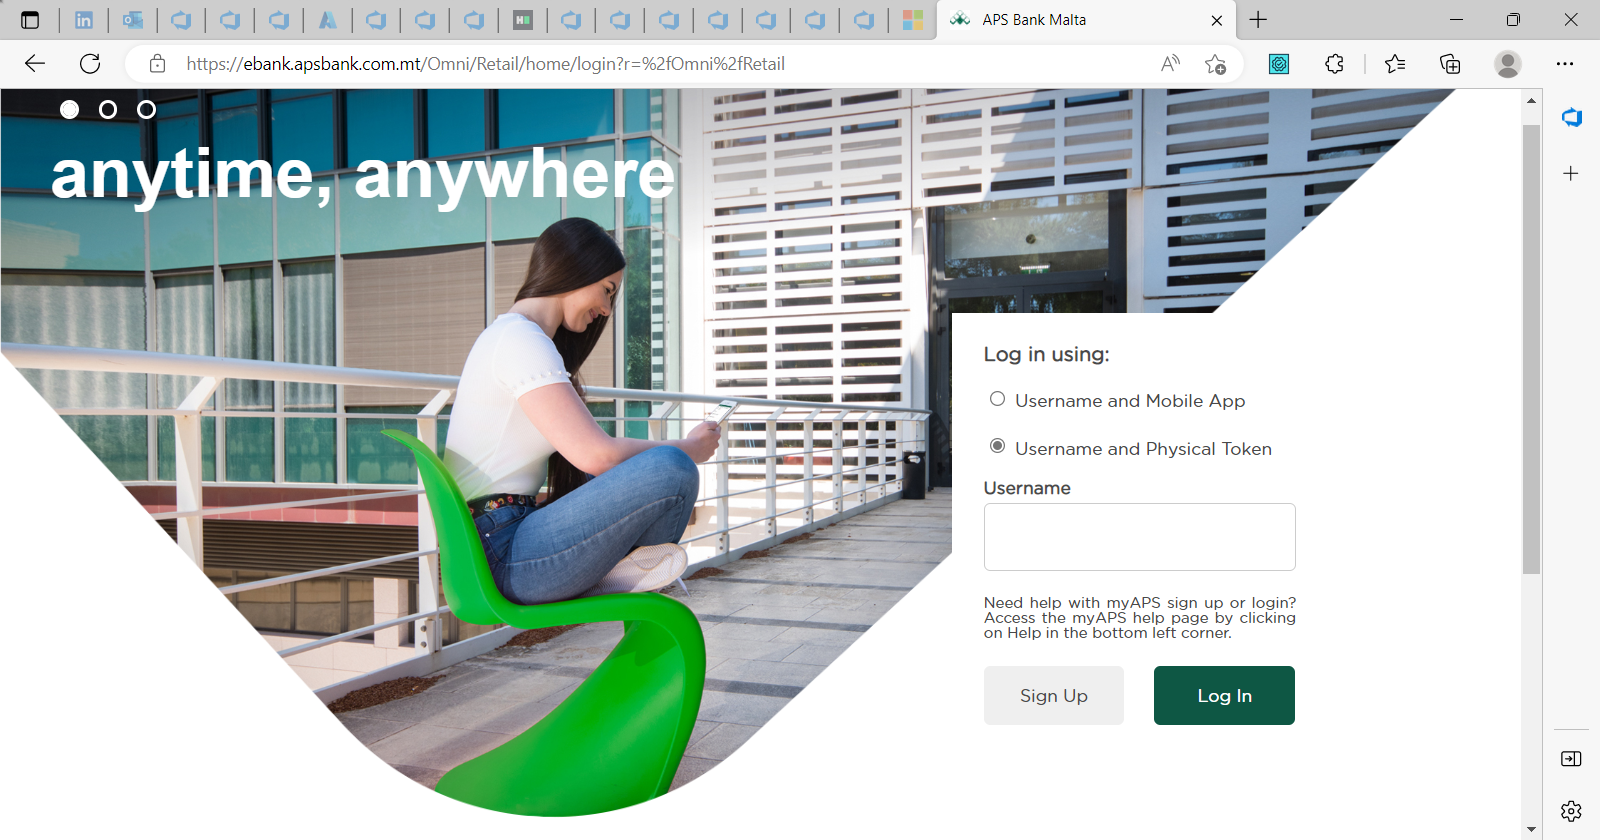 APS Bank Malta
https://ebank.apsbank.com.mt/Omni/Retail/home/login?r=%2fOmni%2fRetail
anytime, anywhere
Log in using:
Username and Mobile App
Username and Physical Token
Username
Need help with myAPS sign up or login?
Access the myAPS help page by clicking
on Help in the bottom left corner.
Sign Up
Log In